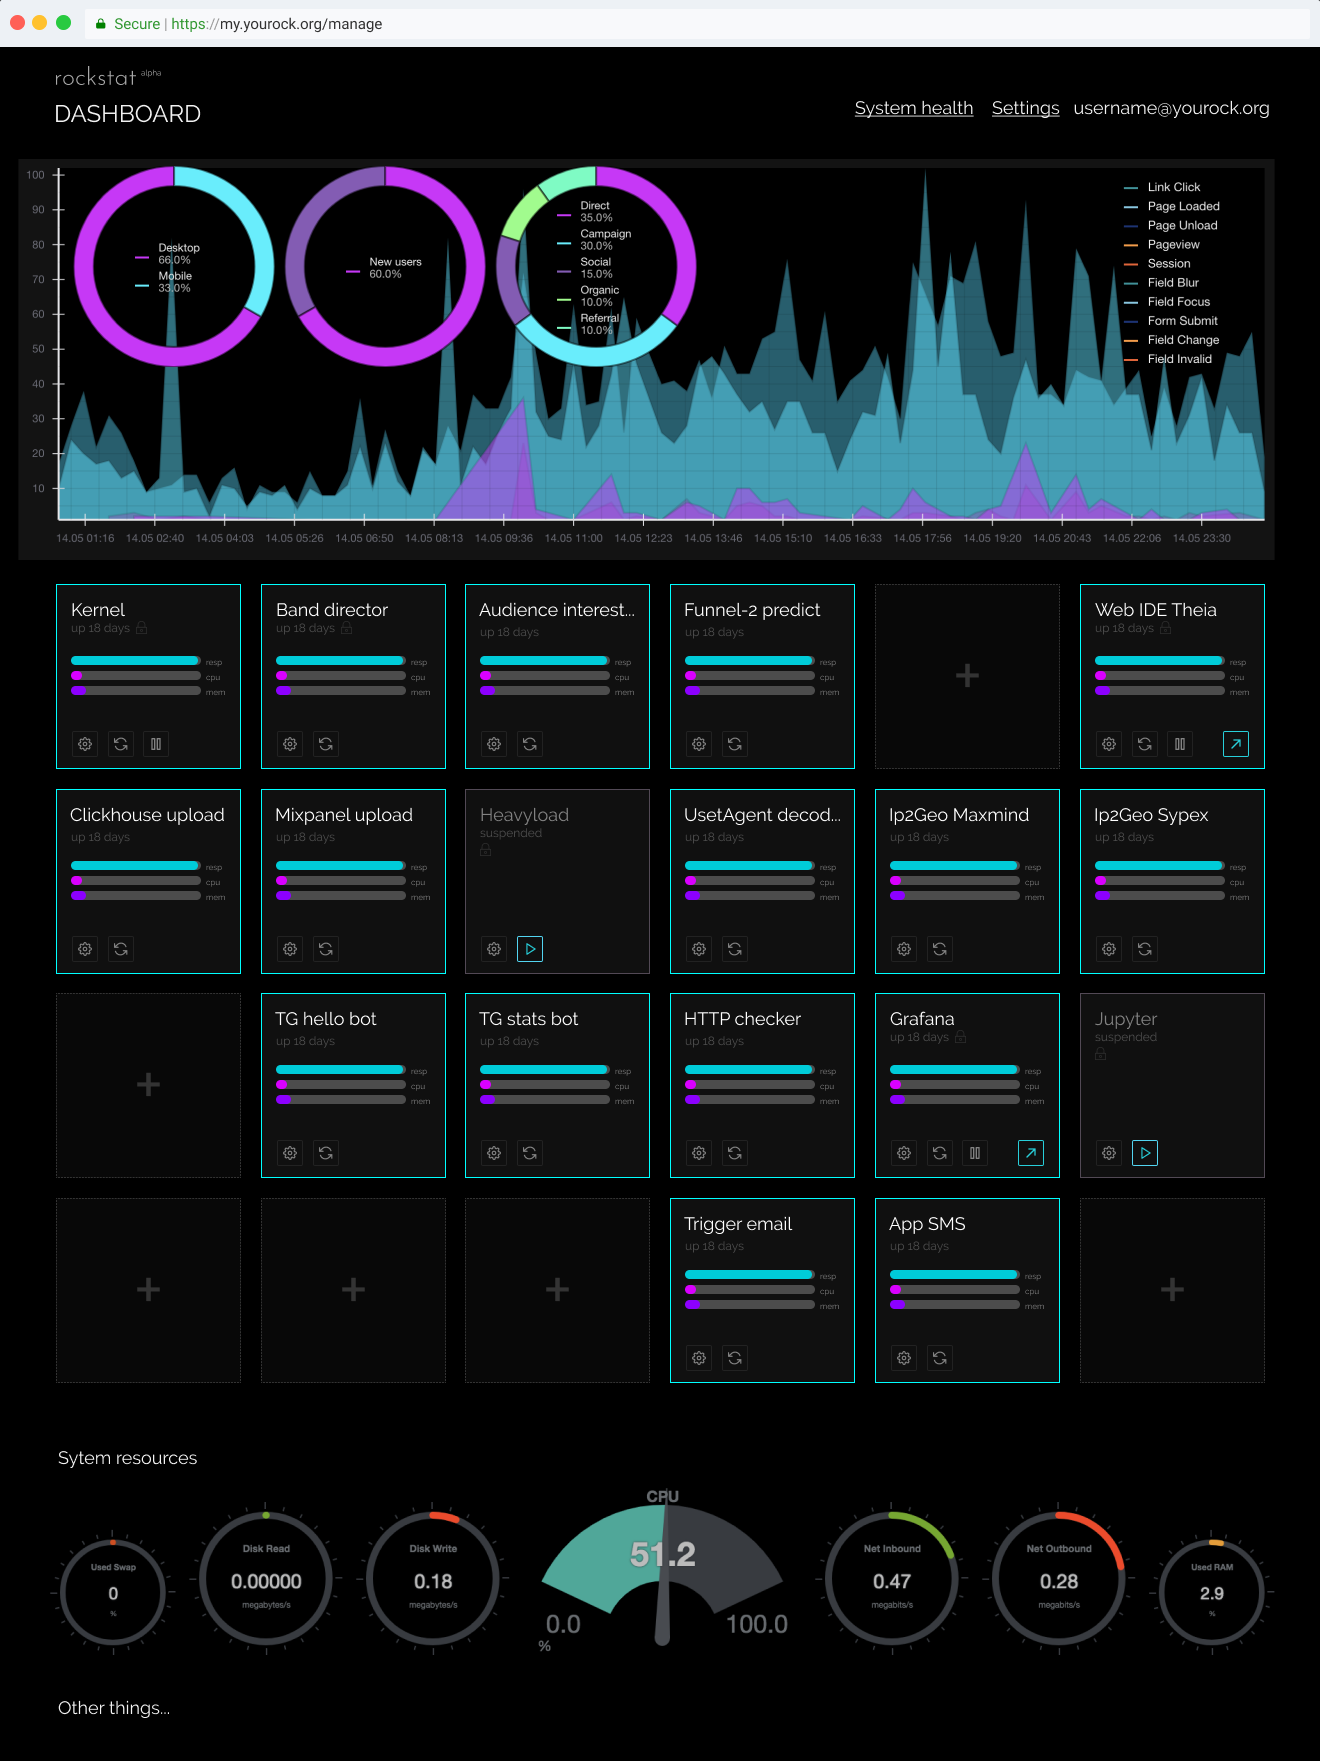 Secure | https://my.yourock.org/manage
rockstat alpha
DASHBOARD
System health Settings username@yourock.org
100
90
80
70
60
50
40
30
20
10
Desktop
66.0%
Mobile
33.0%
New users
60.0%
Direct
35.0%
Campaign
30.0%
Social
15.0%
Organic
10.0%
Referral
10.0%
Link Click
Page Loaded
Page Unload
Pageview
Session
Field Blur
Field Focus
Form Submit
Field Change
Field Invalid
14.05 01:16 14.05 02:40 14.05 04:03 14.05 05:26 14.05 06:50 14.05 08:13 14.05 09:36 14.05 11:00 14.05 12:23 14.05 13:46 14.05 15:10 14.05 16:33 14.05 17:56 14.05 19:20 14.05 20:43 14.05 22:06 14.05 23:30
Kernel
up 18 days
resp
cpu
mem
Band director
up 18 days
resp
cpu
mem
Audience interest...
up 18 days
resp
cpu
mem
Funnel-2 predict
up 18 days
resp
cpu
mem
+
Web IDE Theia
up 18 days
resp
cpu
mem
Clickhouse upload
up 18 days
resp
cpu
mem
Mixpanel upload
up 18 days
resp
cpu
mem
Heavyload
suspended
UsetAgent decod...
up 18 days
resp
cpu
mem
Ip2Geo Maxmind
up 18 days
resp
cpu
mem
Ip2Geo Sypex
up 18 days
resp
cpu
mem
+
TG hello bot
up 18 days
resp
cpu
mem
TG stats bot
up 18 days
resp
cpu
mem
HTTP checker
up 18 days
resp
cpu
mem
Grafana
up 18 days
resp
cpu
mem
Jupyter
suspended
+
+
+
Trigger email
up 18 days
resp
cpu
mem
App SMS
up 18 days
resp
cpu
mem
+
Sytem resources
Used Swap
0
%
Disk Read
0.00000
megabytes/s
Disk Write
0.18
megabytes/s
CPU
51.2
0.0 100.0
%
Net Inbound
0.47
megabits/s
Net Outbound
0.28
megabits/s
Used RAM
2.9
%
Other things...